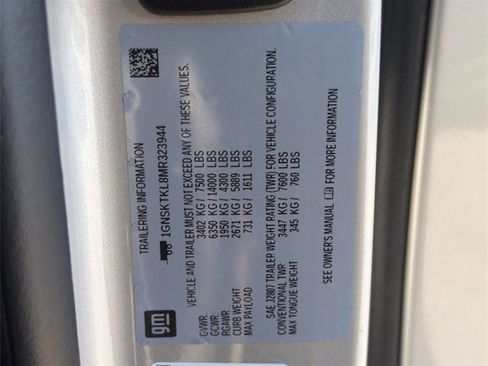 TRAILERING INFORMATION
1GNSKTKL8MR323944
gm
VEHICLE AND TRAILER MUST NOT EXCEED ANY OF THESE VALUES.
GVWR: 3402 KG / 7500 LBS
GCWR: 6350 KG /14000 LBS
RGAWR 1950 KG / 4300 LBS
CURB WEIGHT 2671 KG / 5889 LBS
MAX PAYLOAD 731 KG / 1611 LBS
SAE J2807 TRAILER WEIGHT RATING (TWR) FOR VEHICLE CONFIGURATION.
CONVENTIONAL TWR: 3447 KG / 7600 LBS
MAX TONGUE WEIGHT: 345 KG / 760 LBS
SEE OWNER'S MANUAL FOR MORE INFORMATION